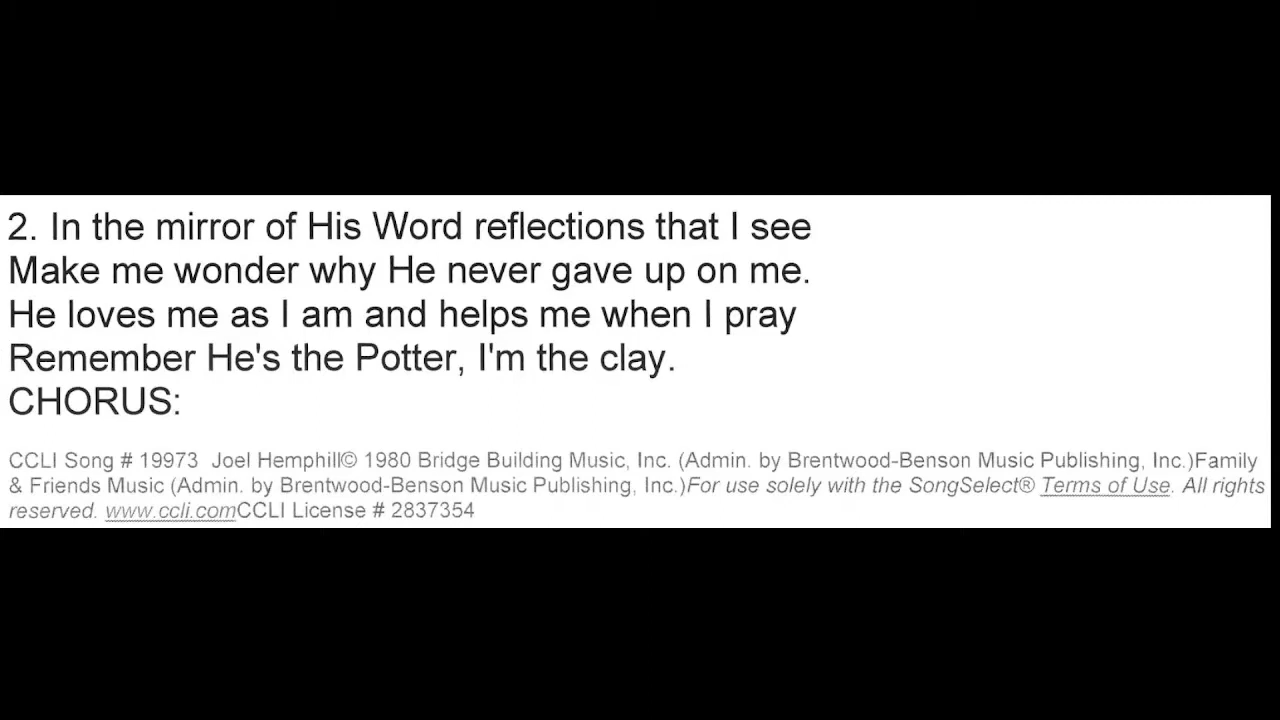 2. In the mirror of His Word reflections that I see
Make me wonder why He never gave up on me.
He loves me as I am and helps me when I pray
Remember He's the Potter, I'm the clay.
CHORUS:
CCLI Song # 19973  Joel Hemphill© 1980 Bridge Building Music, Inc. (Admin. by Brentwood-Benson Music Publishing, Inc.)Family
& Friends Music (Admin. by Brentwood-Benson Music Publishing, Inc.)For use solely with the SongSelect® Terms of Use. All rights
reserved. www.ccli.comCCLI License # 2837354